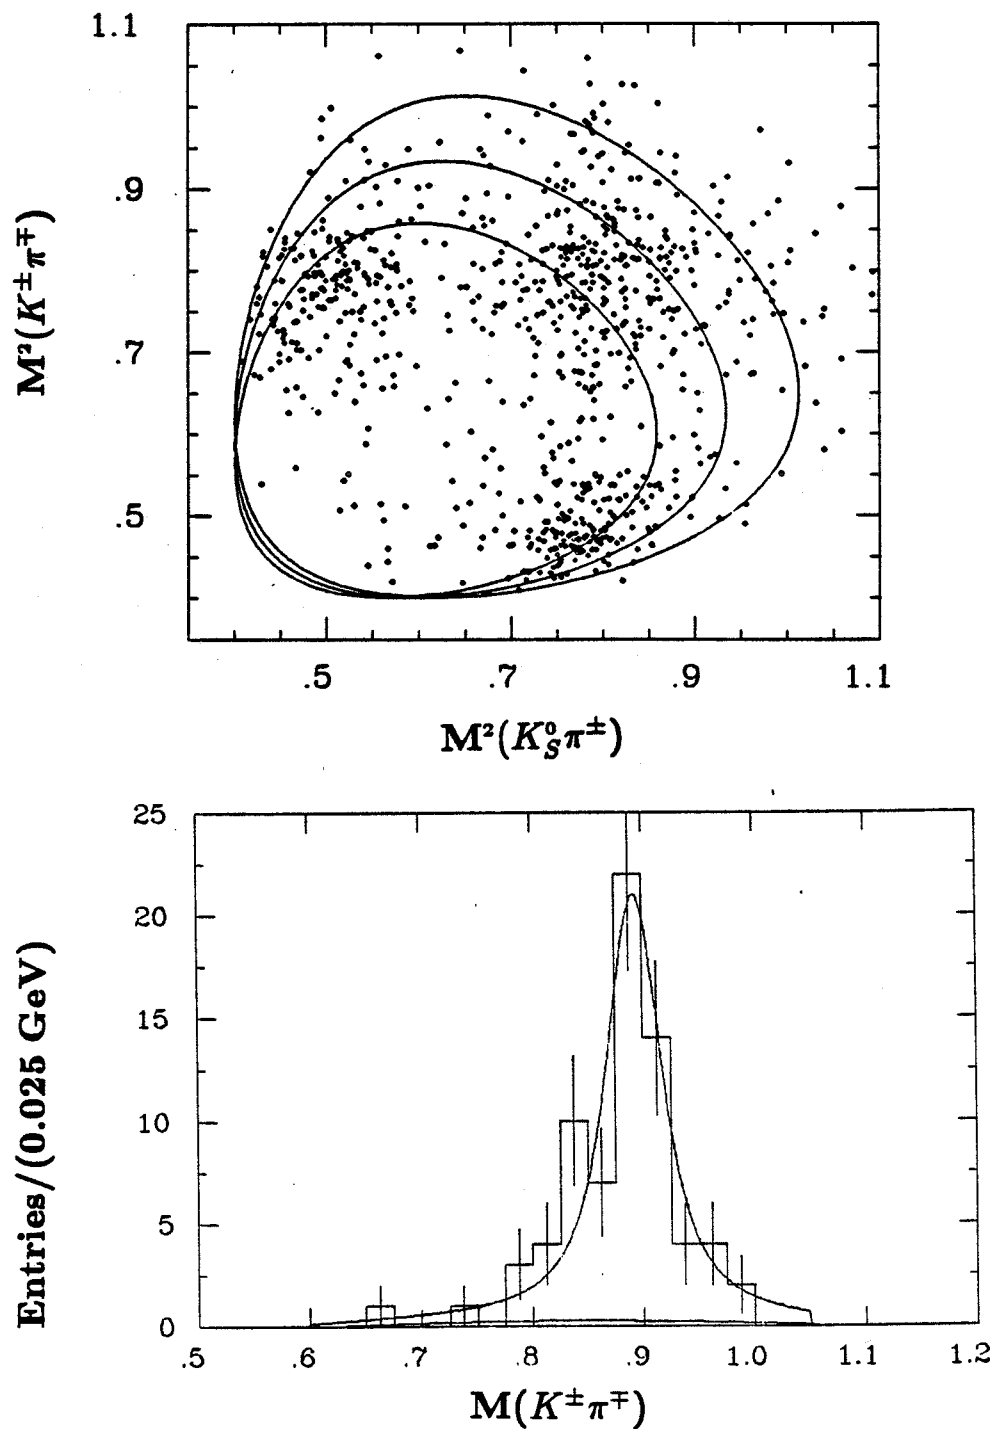 1.1
.9
.7
.5
M²(K±π∓)
.5 .7 .9 1.1
M²(K⁰_Sπ±)
25
20
15
10
5
0
Entries/(0.025 GeV)
.5 .6 .7 .8 .9 1.0 1.1 1.2
M(K±π∓)